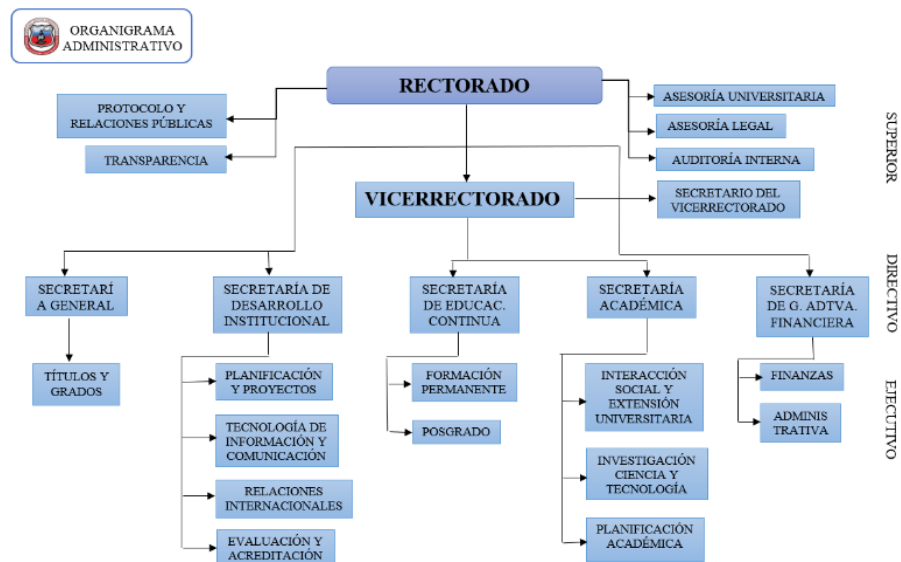 ORGANIGRAMA
ADMINISTRATIVO
RECTORADO
PROTOCOLO Y
RELACIONES PÚBLICAS
TRANSPARENCIA
ASESORÍA UNIVERSITARIA
ASESORÍA LEGAL
AUDITORÍA INTERNA
SUPERIOR
VICERRECTORADO
SECRETARIO DEL
VICERRECTORADO
DIRECTIVO
SECRETARÍ
A GENERAL
SECRETARÍA DE
DESARROLLO
INSTITUCIONAL
SECRETARÍA
DE EDUCAC.
CONTINUA
SECRETARÍA
ACADÉMICA
SECRETARÍA
DE G. ADTVA.
FINANCIERA
EJECUTIVO
TÍTULOS Y
GRADOS
PLANIFICACIÓN
Y PROYECTOS
TECNOLOGÍA DE
INFORMACIÓN Y
COMUNICACIÓN
RELACIONES
INTERNACIONALES
EVALUACIÓN Y
ACREDITACIÓN
FORMACIÓN
PERMANENTE
POSGRADO
INTERACCIÓN
SOCIAL Y
EXTENSIÓN
UNIVERSITARIA
INVESTIGACIÓN
CIENCIA Y
TECNOLOGÍA
PLANIFICACIÓN
ACADÉMICA
FINANZAS
ADMINIS
TRATIVA